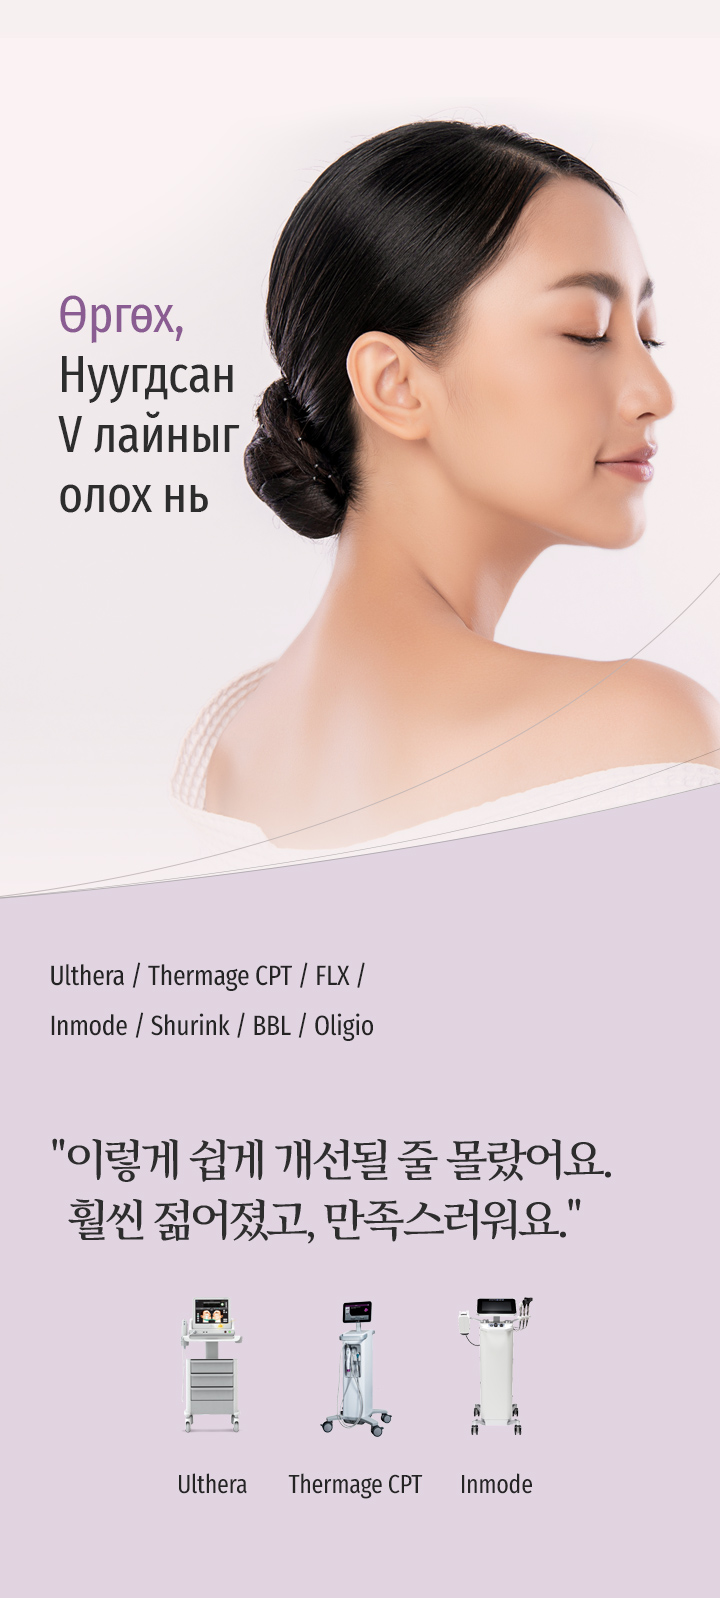 Өргөх,
Нуугдсан
V лайныг
олох нь
Ulthera / Thermage CPT / FLX /
Inmode / Shurink / BBL / Oligio
"이렇게 쉽게 개선될 줄 몰랐어요.
훨씬 젊어졌고, 만족스러워요."
Ulthera Thermage CPT Inmode